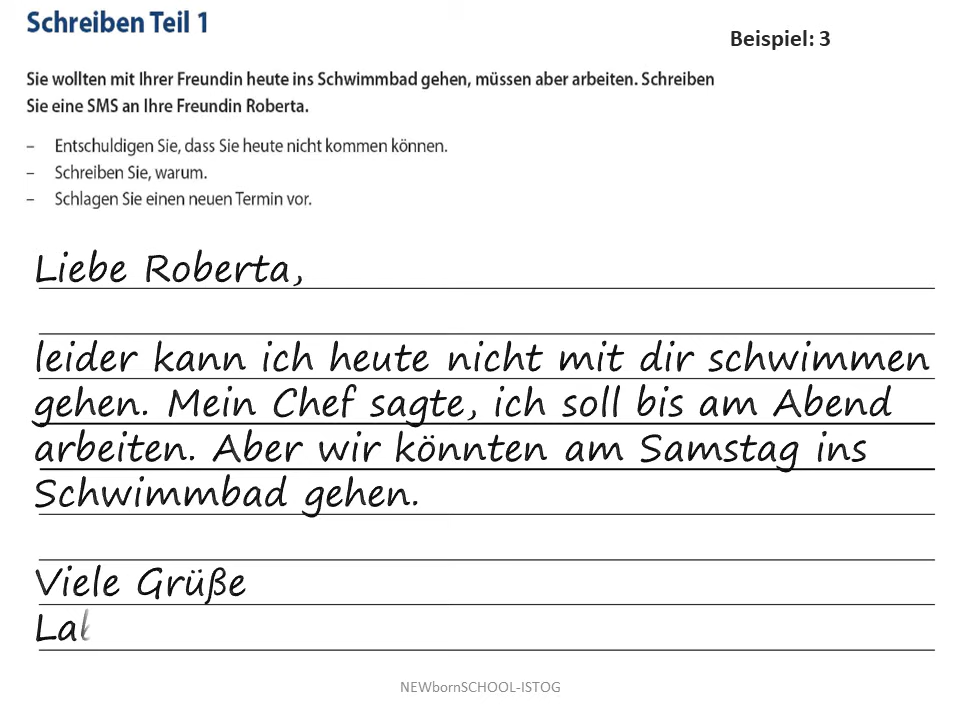 Schreiben Teil 1
Beispiel: 3
Sie wollten mit Ihrer Freundin heute ins Schwimmbad gehen, müssen aber arbeiten. Schreiben
Sie eine SMS an Ihre Freundin Roberta.
– Entschuldigen Sie, dass Sie heute nicht kommen können.
– Schreiben Sie, warum.
– Schlagen Sie einen neuen Termin vor.
Liebe Roberta,
leider kann ich heute nicht mit dir schwimmen
gehen. Mein Chef sagte, ich soll bis am Abend
arbeiten. Aber wir könnten am Samstag ins
Schwimmbad gehen.
Viele Grüße
NEWbornSCHOOL-ISTOG